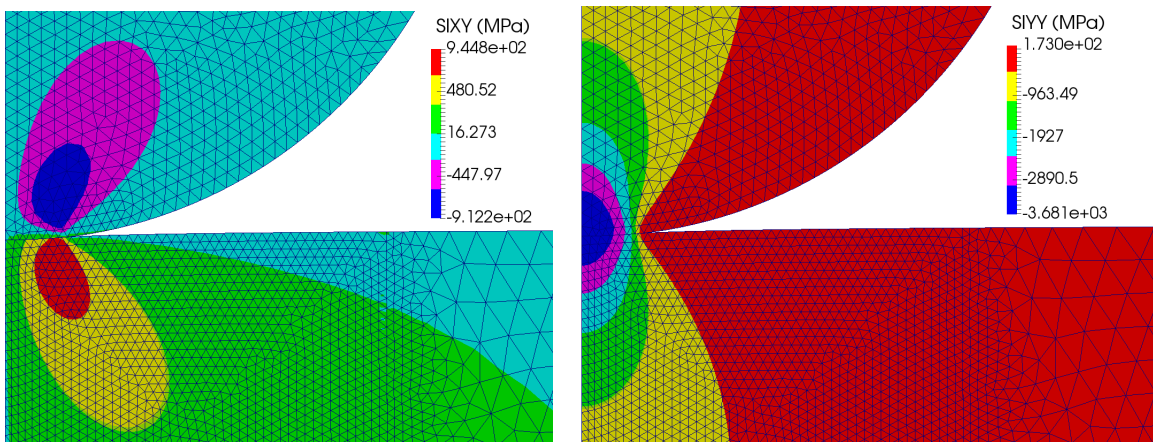 SIXY (MPa)
9.448e+02
480.52
16.273
-447.97
-9.122e+02
SIYY (MPa)
1.730e+02
-963.49
-1927
-2890.5
-3.681e+03